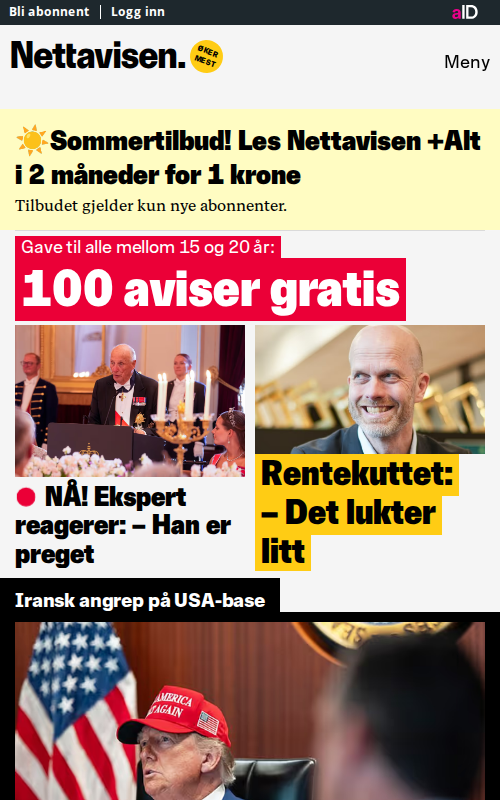 Bli abonnent | Logg inn
aID
Nettavisen.
ØKER
MEST
Meny
☀️Sommertilbud! Les Nettavisen +Alt
i 2 måneder for 1 krone
Tilbudet gjelder kun nye abonnenter.
Gave til alle mellom 15 og 20 år:
100 aviser gratis
NÅ! Ekspert
reagerer: – Han er
preget
Rentekuttet:
– Det lukter
litt
Iransk angrep på USA-base
AMERICA
AGAIN